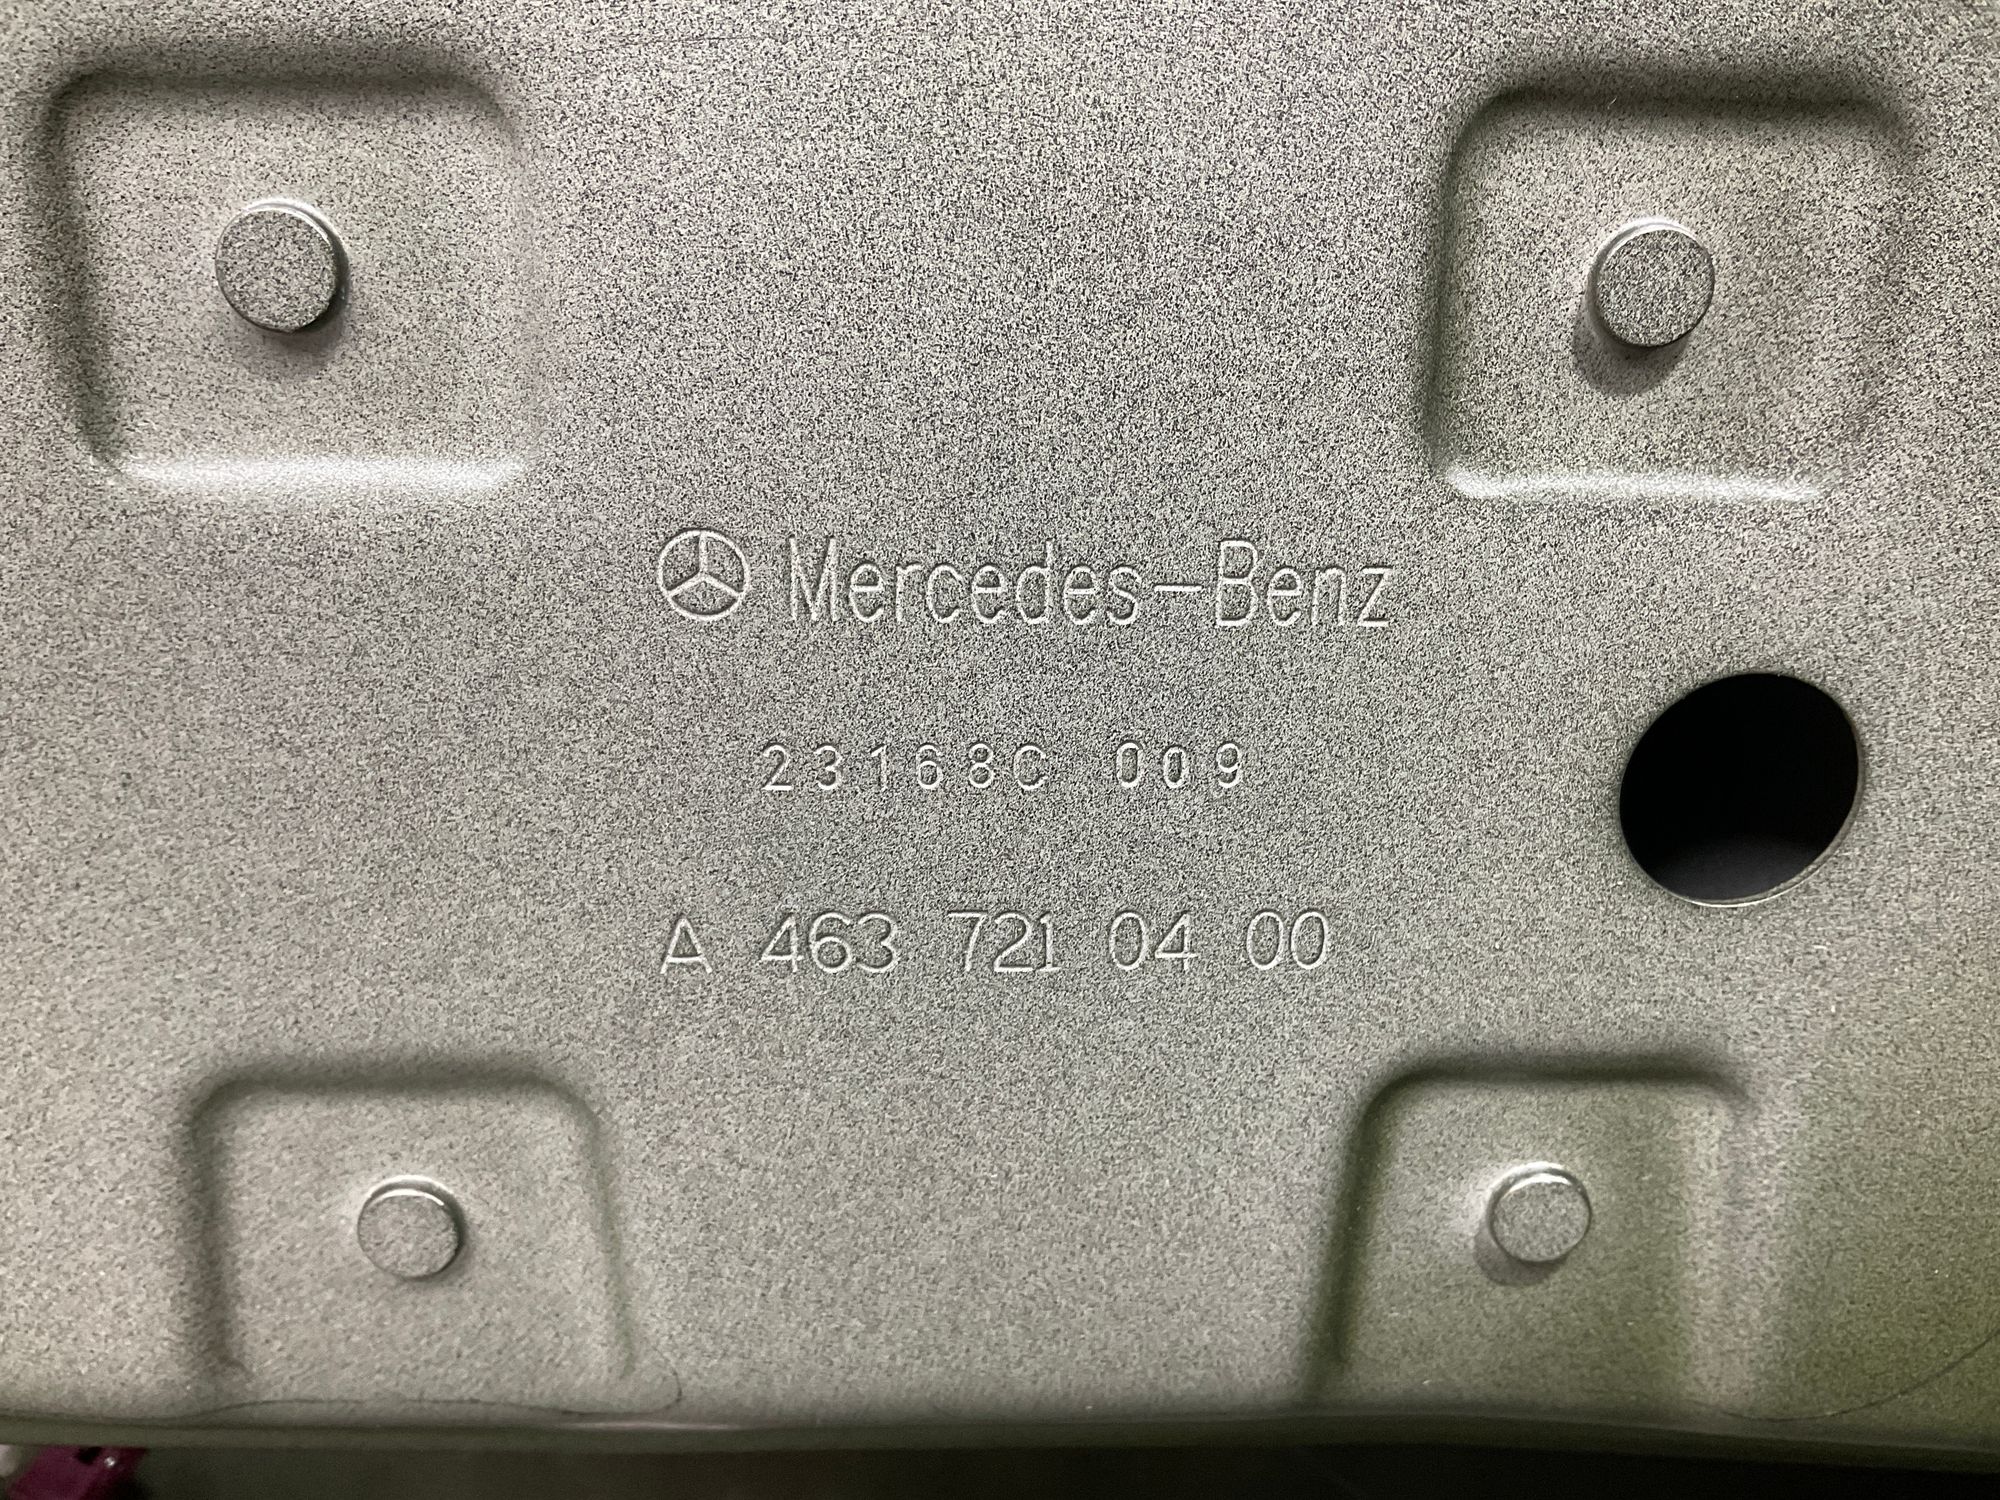 Mercedes-Benz
23168C 009
A 463 721 04 00